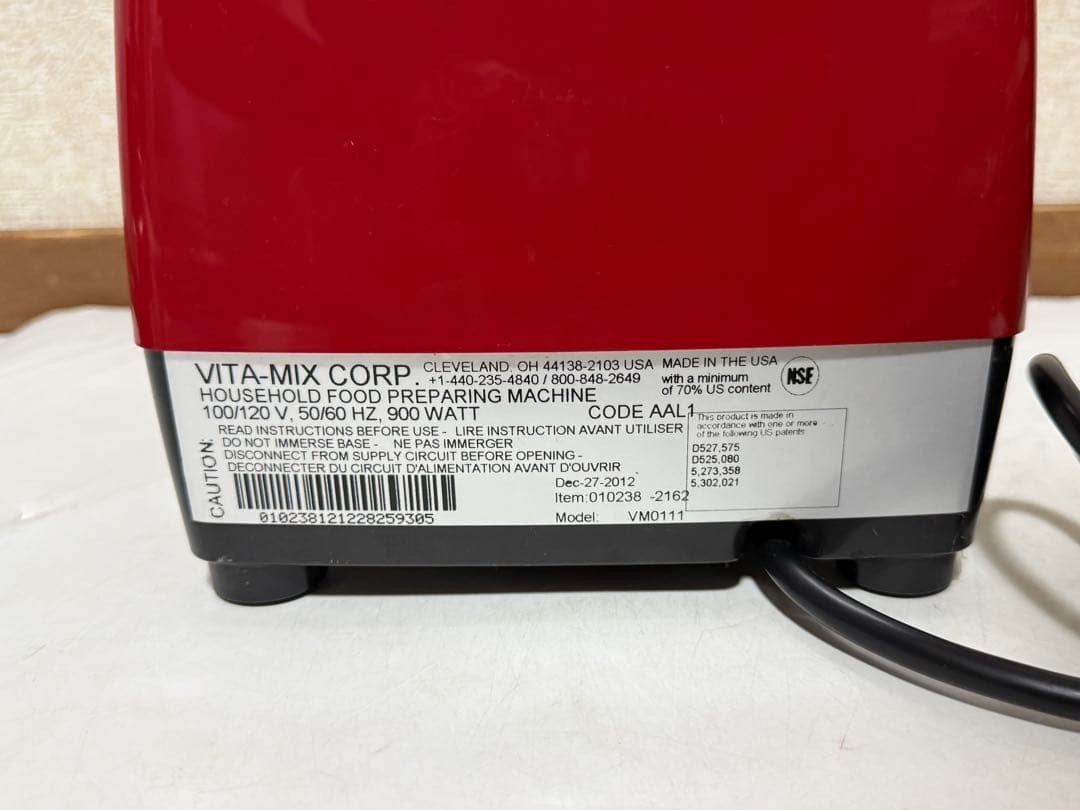 VITA-MIX CORP. CLEVELAND, OH 44138-2103 USA MADE IN THE USA
+1-440-235-4840 / 800-848-2649 with a minimum
of 70% US content
NSF
HOUSEHOLD FOOD PREPARING MACHINE
100/120 V, 50/60 HZ, 900 WATT CODE AAL1
CAUTION:
READ INSTRUCTIONS BEFORE USE - LIRE INSTRUCTION AVANT UTILISER
DO NOT IMMERSE BASE - NE PAS IMMERGER
DISCONNECT FROM SUPPLY CIRCUIT BEFORE OPENING -
DECONNECTER DU CIRCUIT D'ALIMENTATION AVANT D'OUVRIR
This product is made in
accordance with one or more
of the following US patents
D527,575
D525,080
5,273,358
5,302,021
Dec-27-2012
Item:010238 -2162
010238121228259305
Model: VM0111